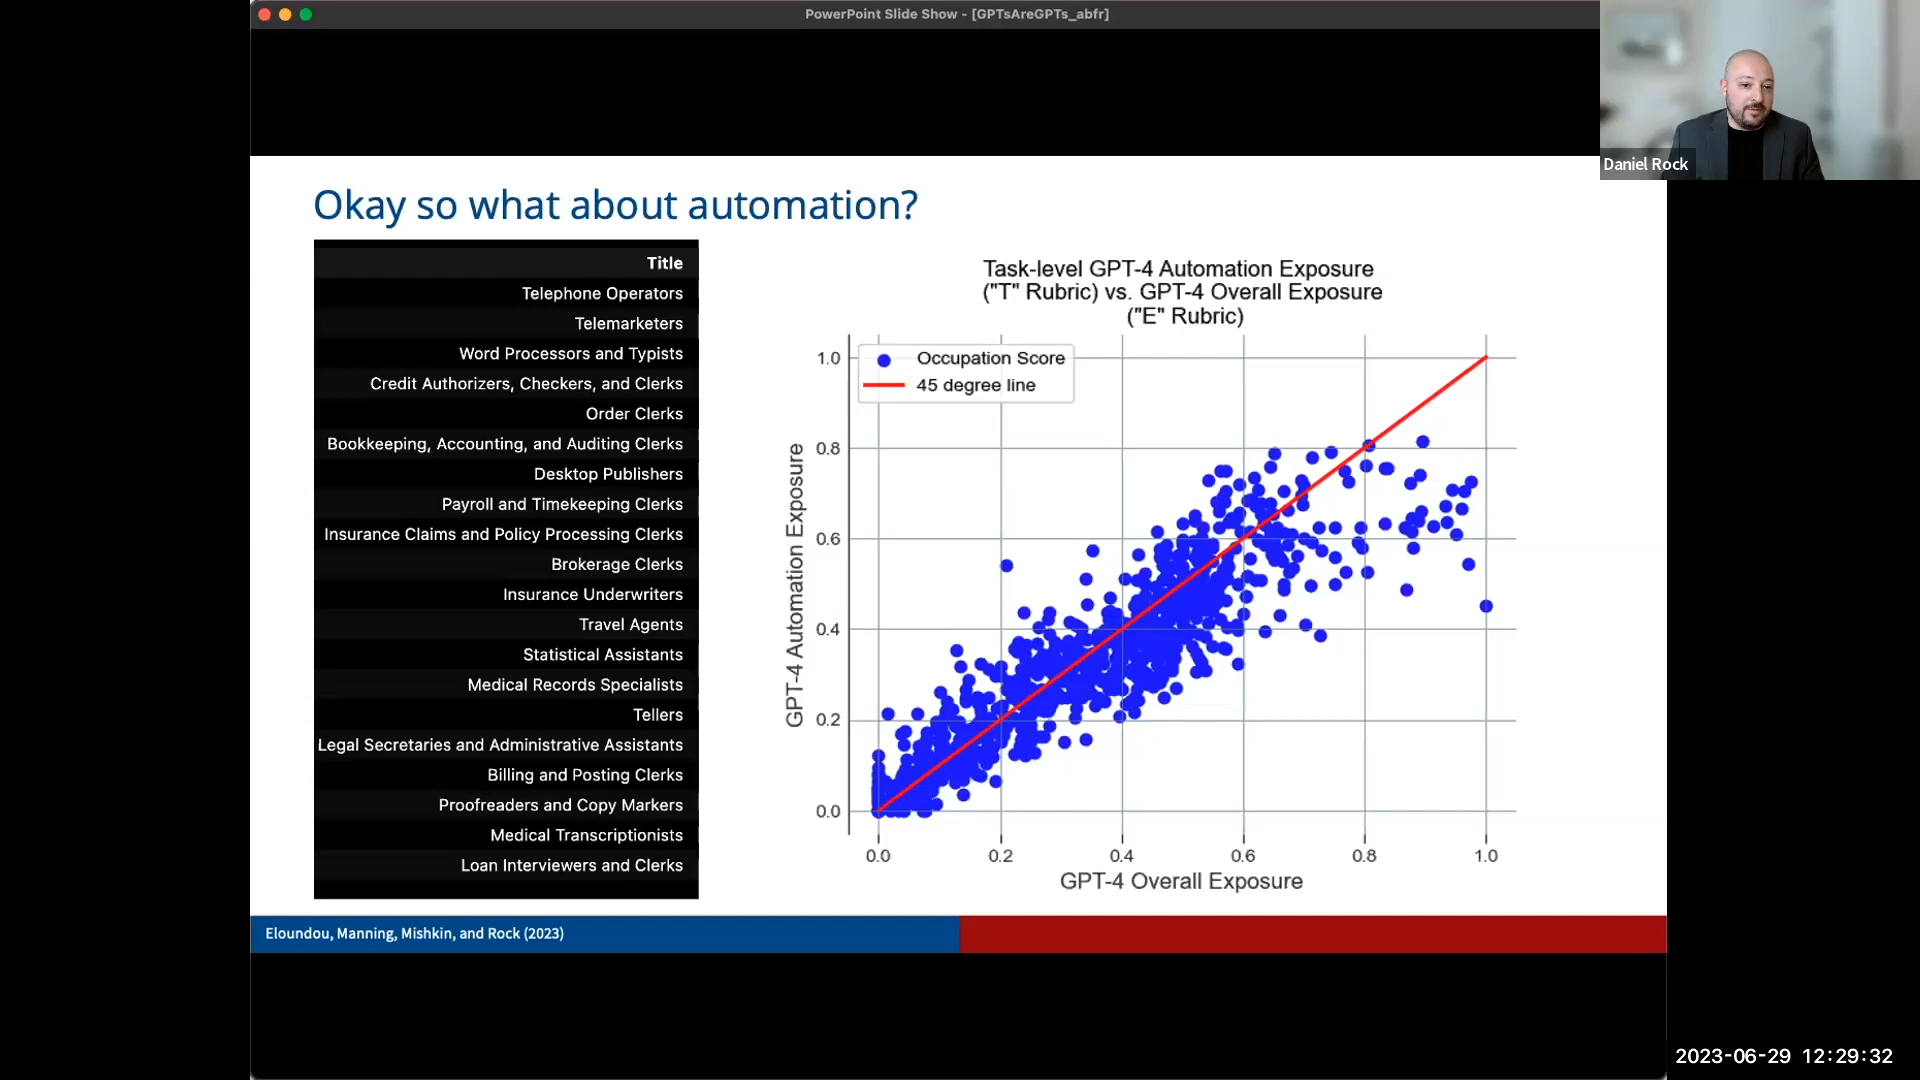 PowerPoint Slide Show - [GPTsAreGPTs_abfr]
Daniel Rock
Okay so what about automation?
Title
Telephone Operators
Telemarketers
Word Processors and Typists
Credit Authorizers, Checkers, and Clerks
Order Clerks
Bookkeeping, Accounting, and Auditing Clerks
Desktop Publishers
Payroll and Timekeeping Clerks
Insurance Claims and Policy Processing Clerks
Brokerage Clerks
Insurance Underwriters
Travel Agents
Statistical Assistants
Medical Records Specialists
Tellers
Legal Secretaries and Administrative Assistants
Billing and Posting Clerks
Proofreaders and Copy Markers
Medical Transcriptionists
Loan Interviewers and Clerks
Task-level GPT-4 Automation Exposure
("T" Rubric) vs. GPT-4 Overall Exposure
("E" Rubric)
Occupation Score
45 degree line
GPT-4 Automation Exposure
1.0
0.8
0.6
0.4
0.2
0.0
0.0 0.2 0.4 0.6 0.8 1.0
GPT-4 Overall Exposure
Eloundou, Manning, Mishkin, and Rock (2023)
2023-06-29 12:29:32